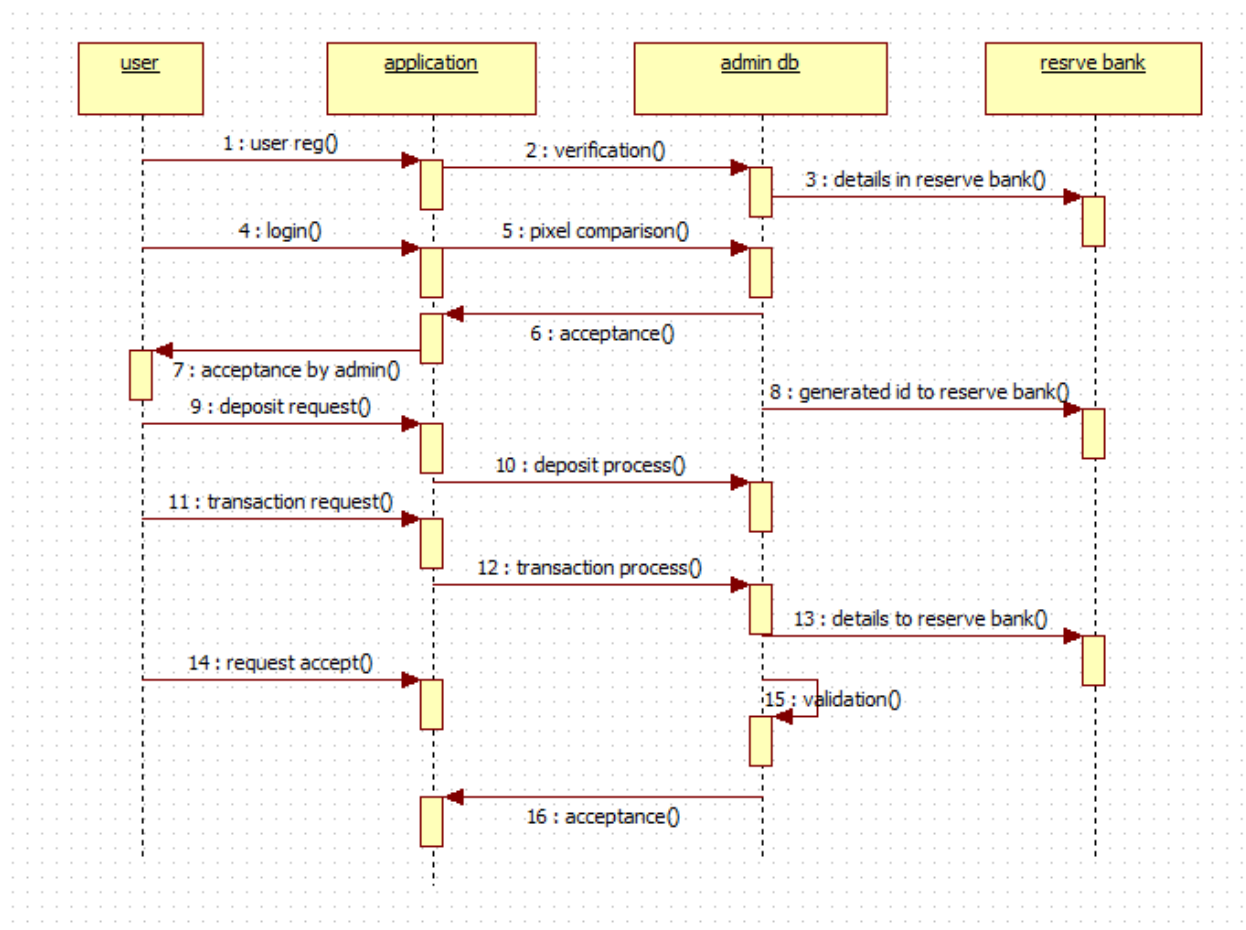 user
application
admin db
resrve bank
1 : user reg()
2 : verification()
3 : details in reserve bank()
4 : login()
5 : pixel comparison()
6 : acceptance()
7 : acceptance by admin()
8 : generated id to reserve bank()
9 : deposit request()
10 : deposit process()
11 : transaction request()
12 : transaction process()
13 : details to reserve bank()
14 : request accept()
15 : validation()
16 : acceptance()